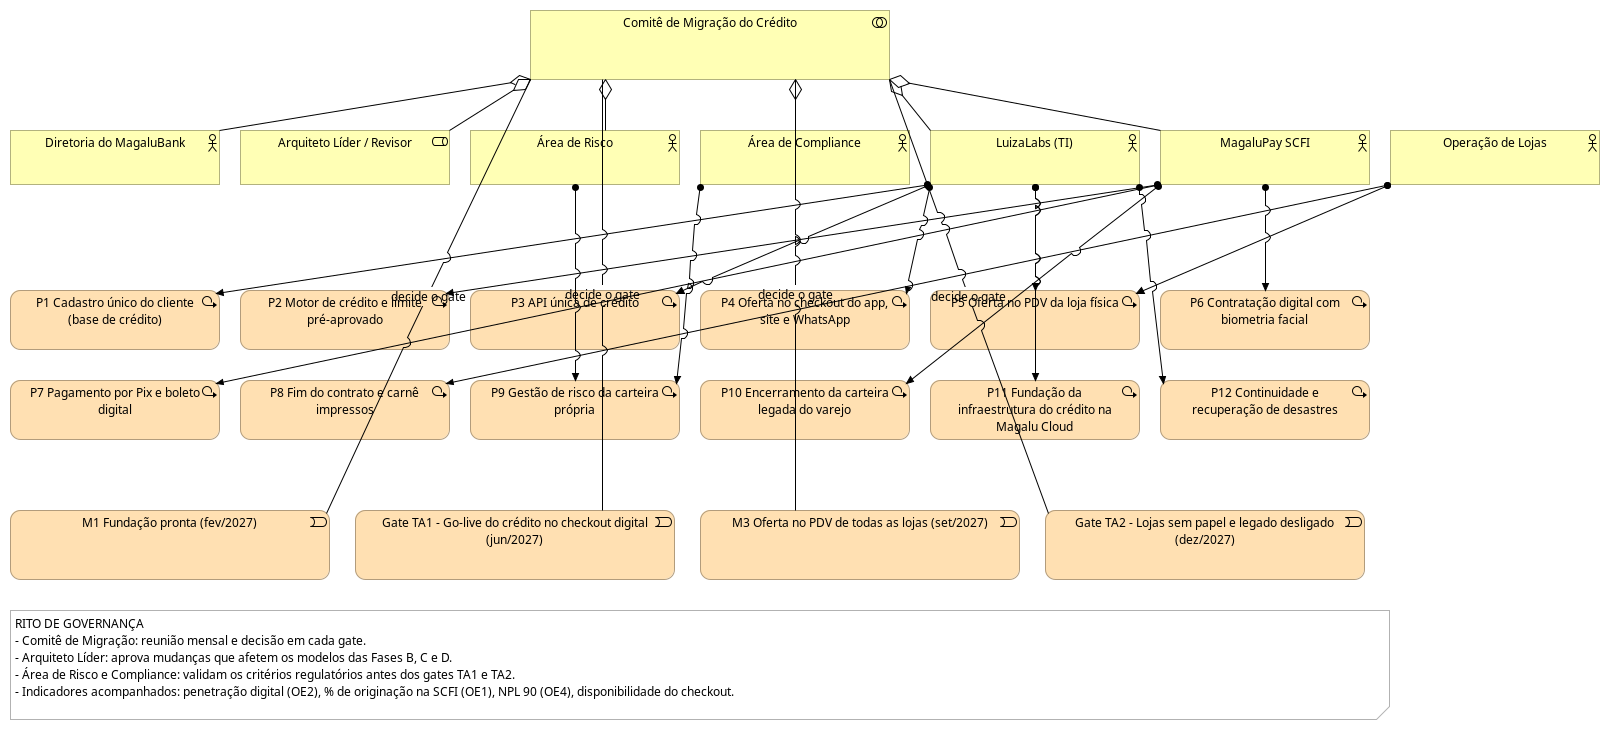 Comitê de Migração do Crédito
Diretoria do MagaluBank
Arquiteto Líder / Revisor
Área de Risco
Área de Compliance
LuizaLabs (TI)
MagaluPay SCFI
Operação de Lojas
decide o gate
decide o gate
decide o gate
decide o gate
P1 Cadastro único do cliente
(base de crédito)
P2 Motor de crédito e limite
pré-aprovado
P3 API única de crédito
P4 Oferta no checkout do app,
site e WhatsApp
P5 Oferta no PDV da loja física
P6 Contratação digital com
biometria facial
P7 Pagamento por Pix e boleto
digital
P8 Fim do contrato e carnê
impressos
P9 Gestão de risco da carteira
própria
P10 Encerramento da carteira
legada do varejo
P11 Fundação da
infraestrutura do crédito na
Magalu Cloud
P12 Continuidade e
recuperação de desastres
M1 Fundação pronta (fev/2027)
Gate TA1 - Go-live do crédito no checkout digital
(jun/2027)
M3 Oferta no PDV de todas as lojas (set/2027)
Gate TA2 - Lojas sem papel e legado desligado
(dez/2027)
RITO DE GOVERNANÇA
- Comitê de Migração: reunião mensal e decisão em cada gate.
- Arquiteto Líder: aprova mudanças que afetem os modelos das Fases B, C e D.
- Área de Risco e Compliance: validam os critérios regulatórios antes dos gates TA1 e TA2.
- Indicadores acompanhados: penetração digital (OE2), % de originação na SCFI (OE1), NPL 90 (OE4), disponibilidade do checkout.